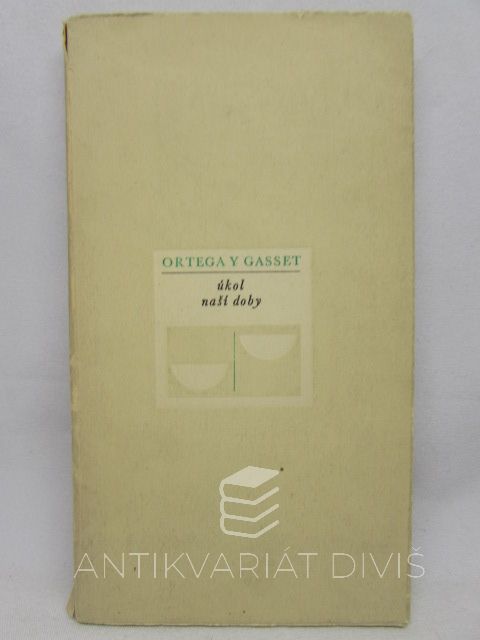 ORTEGA Y GASSET
úkol
naší doby
ANTIKVARIÁT DIVIŠ